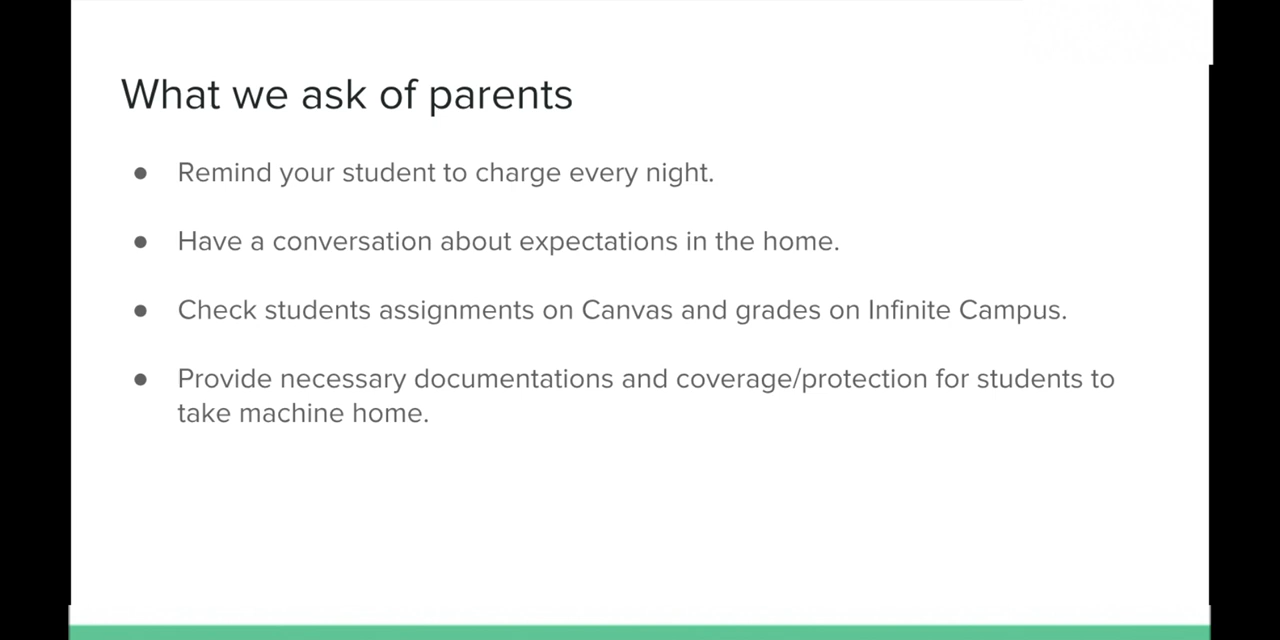 What we ask of parents
● Remind your student to charge every night.
● Have a conversation about expectations in the home.
● Check students assignments on Canvas and grades on Infinite Campus.
● Provide necessary documentations and coverage/protection for students to
take machine home.